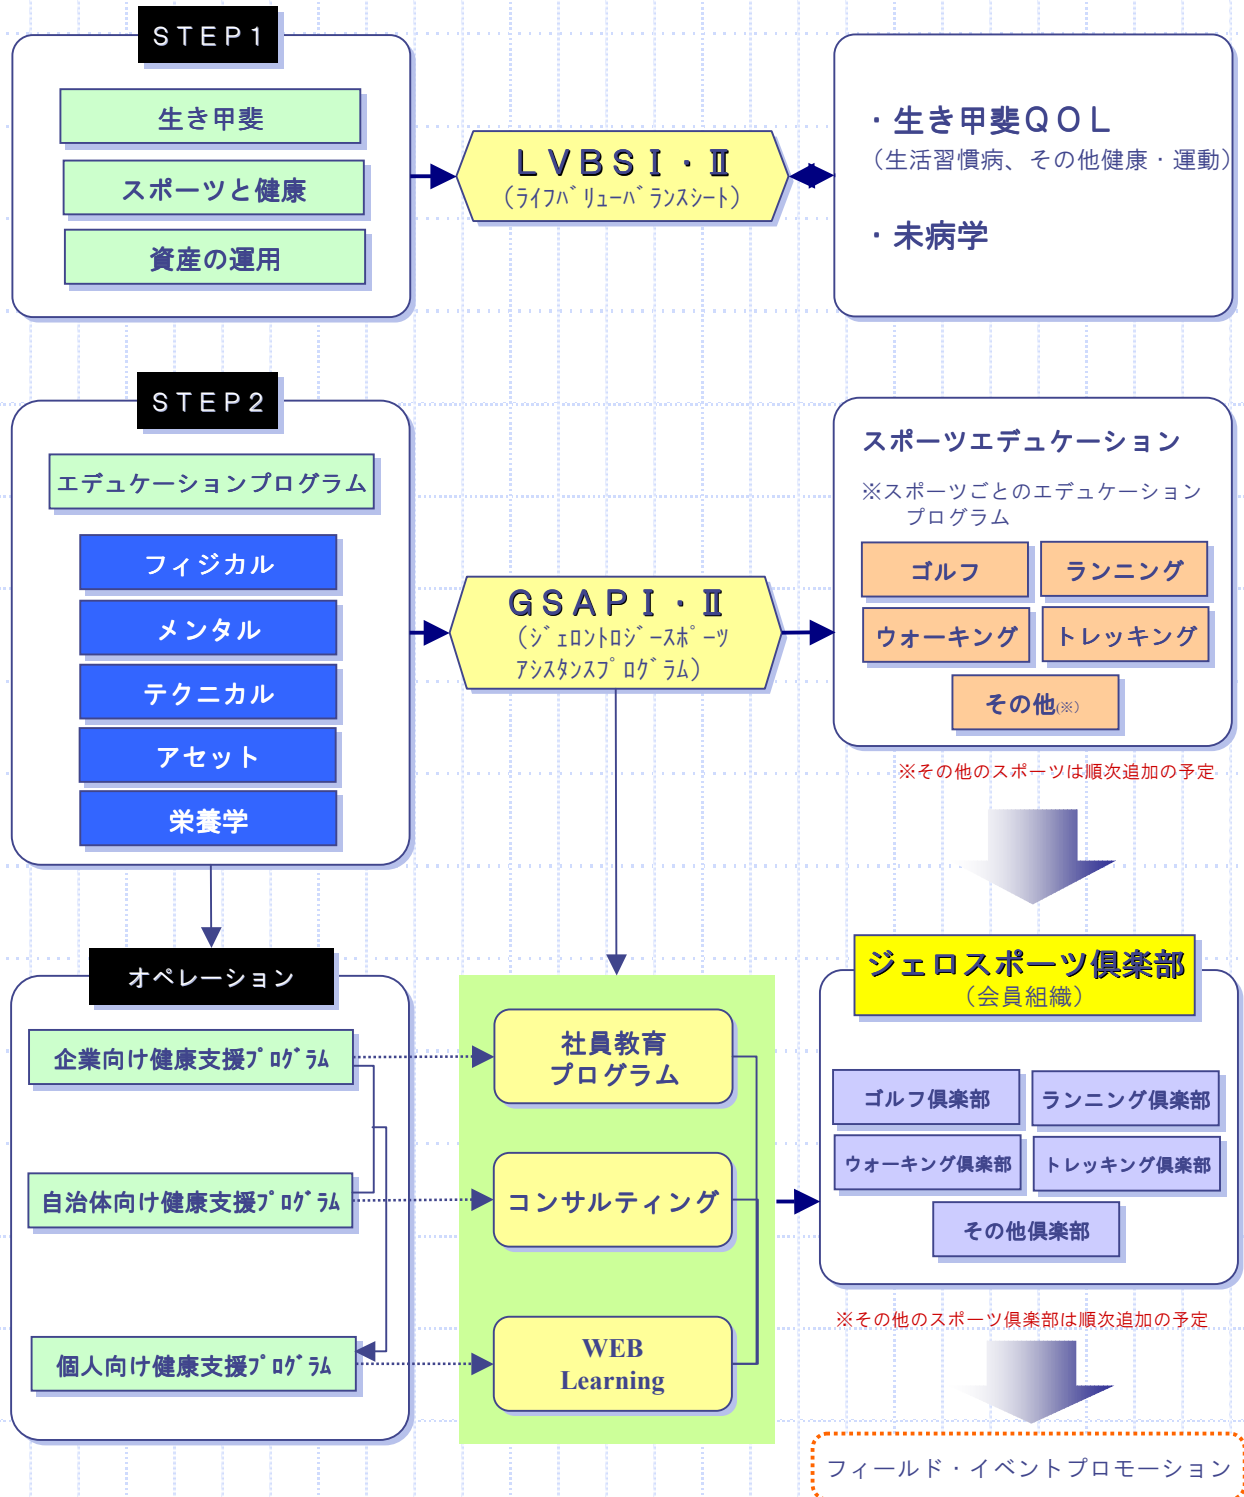 ＳＴＥＰ１
生き甲斐
スポーツと健康
資産の運用
ＬＶＢＳⅠ・Ⅱ
（ﾗｲﾌﾊﾞﾘｭｰﾊﾞﾗﾝｽｼｰﾄ）
・生き甲斐ＱＯＬ
（生活習慣病、その他健康・運動）
・未病学
ＳＴＥＰ２
エデュケーションプログラム
フィジカル
メンタル
テクニカル
アセット
栄養学
ＧＳＡＰⅠ・Ⅱ
（ｼﾞｪﾛﾝﾄﾛｼﾞｰｽﾎﾟｰﾂ
ｱｼｽﾀﾝｽﾌﾟﾛｸﾞﾗﾑ）
スポーツエデュケーション
※スポーツごとのエデュケーション
プログラム
ゴルフ
ランニング
ウォーキング
トレッキング
その他(※)
※その他のスポーツは順次追加の予定
オペレーション
企業向け健康支援ﾌﾟﾛｸﾞﾗﾑ
自治体向け健康支援ﾌﾟﾛｸﾞﾗﾑ
個人向け健康支援ﾌﾟﾛｸﾞﾗﾑ
社員教育
プログラム
コンサルティング
WEB
Learning
ジェロスポーツ倶楽部
（会員組織）
ゴルフ倶楽部
ランニング倶楽部
ウォーキング倶楽部
トレッキング倶楽部
その他倶楽部
※その他のスポーツ倶楽部は順次追加の予定
フィールド・イベントプロモーション